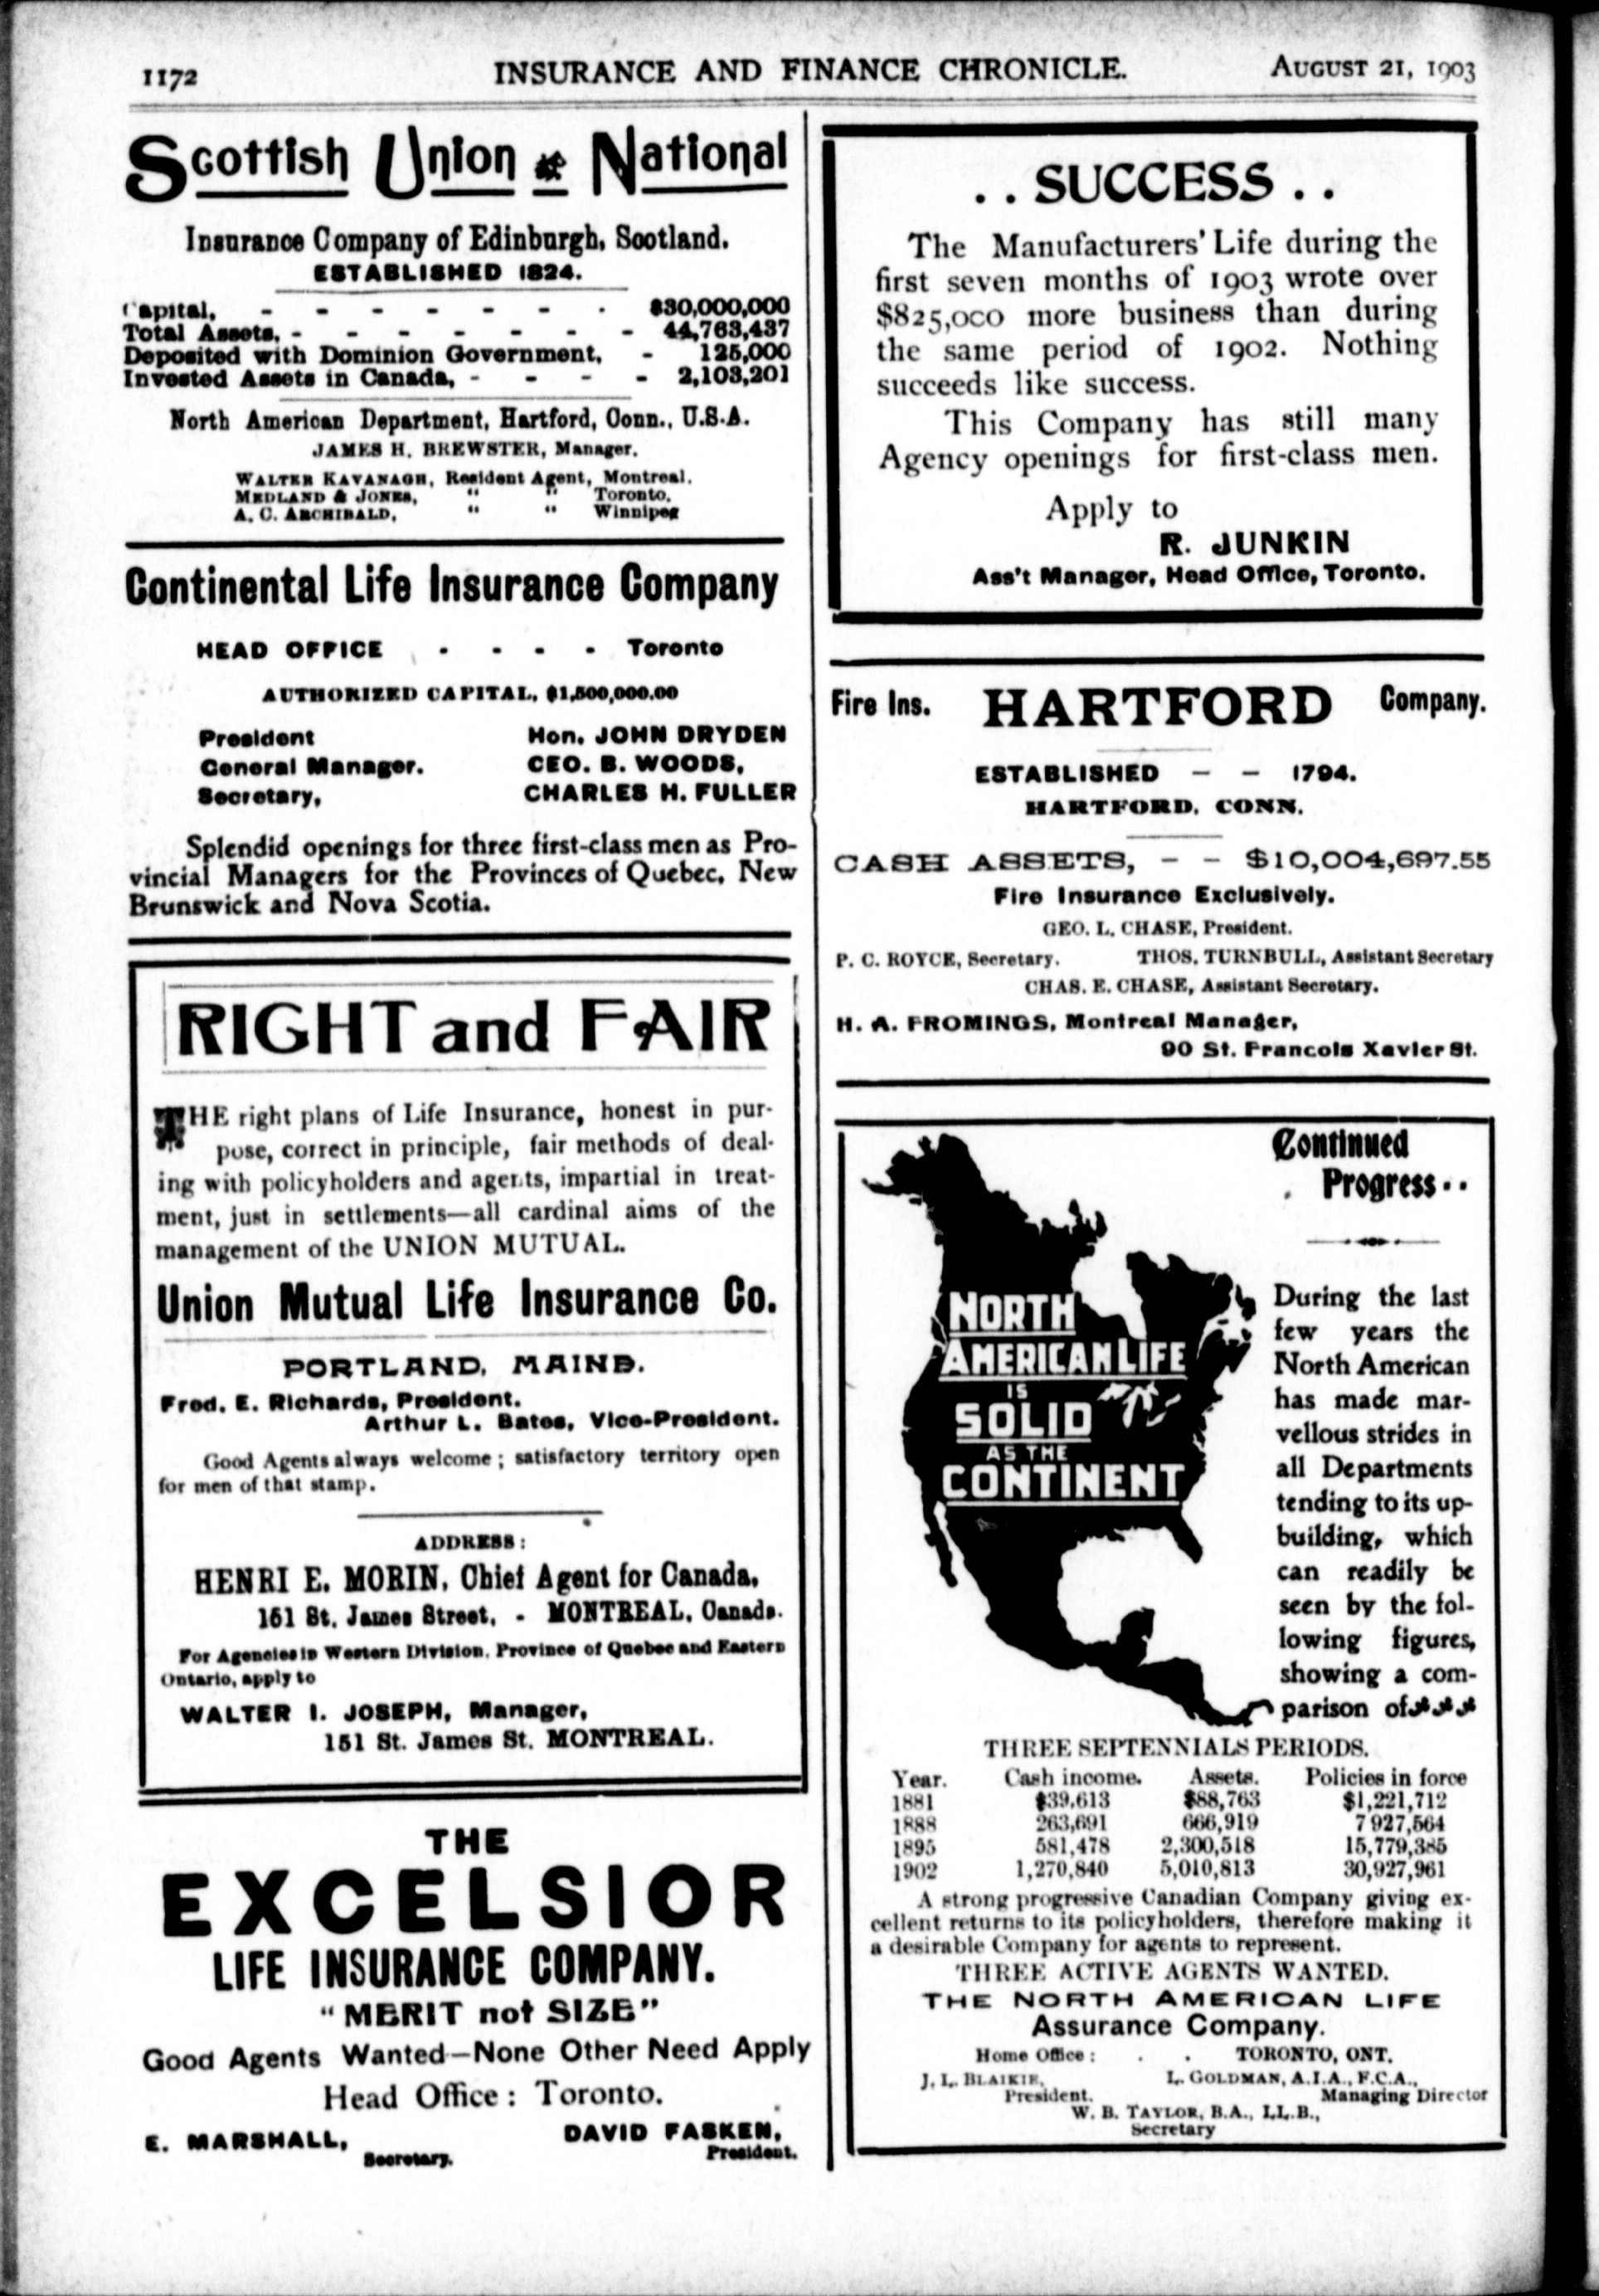 1172 INSURANCE AND FINANCE CHRONICLE. AUGUST 21, 1903
Scottish Union & National
Insurance Company of Edinburgh, Scotland.
ESTABLISHED 1824.
Capital, - - - - - - - $30,000,000
Total Assets, - - - - - - - 44,763,437
Deposited with Dominion Government, - 125,000
Invested Assets in Canada, - - - - 2,103,201
North American Department, Hartford, Conn., U.S.A.
JAMES H. BREWSTER, Manager.
WALTER KAVANAGH, Resident Agent, Montreal.
MEDLAND & JONES, " " Toronto.
A. C. ARCHIBALD, " " Winnipeg
Continental Life Insurance Company
HEAD OFFICE - - - - Toronto
AUTHORIZED CAPITAL, $1,500,000.00
President Hon. JOHN DRYDEN
General Manager. GEO. B. WOODS,
Secretary, CHARLES H. FULLER
Splendid openings for three first-class men as Pro-
vincial Managers for the Provinces of Quebec, New
Brunswick and Nova Scotia.
RIGHT and FAIR
THE right plans of Life Insurance, honest in pur-
pose, correct in principle, fair methods of deal-
ing with policyholders and agents, impartial in treat-
ment, just in settlements—all cardinal aims of the
management of the UNION MUTUAL.
Union Mutual Life Insurance Co.
PORTLAND, MAINE.
Fred. E. Richards, President.
Arthur L. Bates, Vice-President.
Good Agents always welcome; satisfactory territory open
for men of that stamp.
ADDRESS:
HENRI E. MORIN, Chief Agent for Canada,
151 St. James Street, - MONTREAL, Canada.
For Agencies in Western Division, Province of Quebec and Eastern
Ontario, apply to
WALTER I. JOSEPH, Manager,
151 St. James St. MONTREAL.
THE
EXCELSIOR
LIFE INSURANCE COMPANY.
"MERIT not SIZE"
Good Agents Wanted—None Other Need Apply
Head Office: Toronto.
E. MARSHALL, DAVID FASKEN,
Secretary. President.
. . SUCCESS . .
The Manufacturers' Life during the
first seven months of 1903 wrote over
$825,000 more business than during
the same period of 1902. Nothing
succeeds like success.
This Company has still many
Agency openings for first-class men.
Apply to
R. JUNKIN
Ass't Manager, Head Office, Toronto.
Fire Ins. HARTFORD Company.
ESTABLISHED - - 1794.
HARTFORD, CONN.
CASH ASSETS, - - $10,004,697.55
Fire Insurance Exclusively.
GEO. L. CHASE, President.
P. C. ROYCE, Secretary. THOS. TURNBULL, Assistant Secretary
CHAS. E. CHASE, Assistant Secretary.
H. A. FROMINGS, Montreal Manager,
90 St. Francois Xavier St.
Continued
Progress..
NORTH
AMERICAN LIFE
IS
SOLID
AS THE
CONTINENT
During the last
few years the
North American
has made mar-
vellous strides in
all Departments
tending to its up-
building, which
can readily be
seen by the fol-
lowing figures,
showing a com-
parison of
THREE SEPTENNIALS PERIODS.
Year. Cash income. Assets. Policies in force
1881 $39,613 $88,763 $1,221,712
1888 263,691 666,919 7 927,564
1895 581,478 2,300,518 15,779,385
1902 1,270,840 5,010,813 30,927,961
A strong progressive Canadian Company giving ex-
cellent returns to its policyholders, therefore making it
a desirable Company for agents to represent.
THREE ACTIVE AGENTS WANTED.
THE NORTH AMERICAN LIFE
Assurance Company.
Home Office: . . TORONTO, ONT.
J. L. BLAIKIE, L. GOLDMAN, A.I.A., F.C.A.,
President. Managing Director
W. B. TAYLOR, B.A., LL.B.,
Secretary